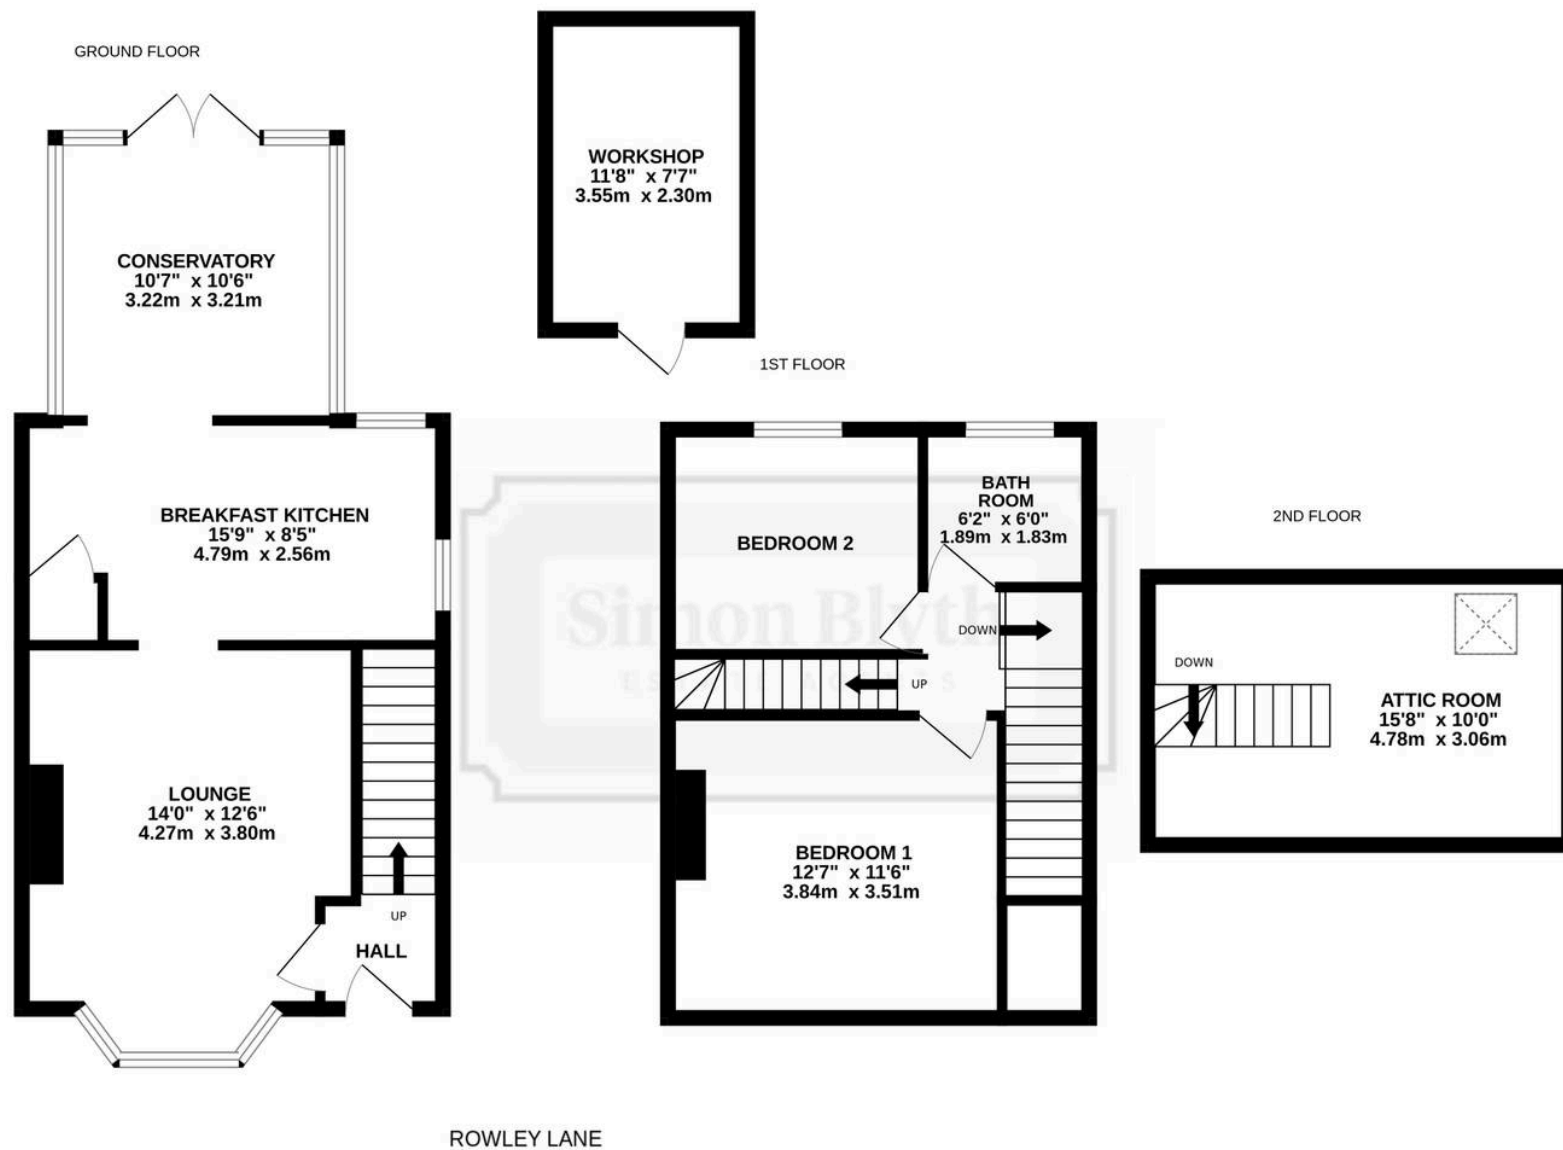 GROUND FLOOR
CONSERVATORY
10'7" x 10'6"
3.22m x 3.21m
BREAKFAST KITCHEN
15'9" x 8'5"
4.79m x 2.56m
LOUNGE
14'0" x 12'6"
4.27m x 3.80m
UP
HALL
WORKSHOP
11'8" x 7'7"
3.55m x 2.30m
1ST FLOOR
BEDROOM 2
BATH
ROOM
6'2" x 6'0"
1.89m x 1.83m
DOWN
UP
BEDROOM 1
12'7" x 11'6"
3.84m x 3.51m
Simon Blyth
ESTATE AGENTS
2ND FLOOR
DOWN
ATTIC ROOM
15'8" x 10'0"
4.78m x 3.06m
ROWLEY LANE